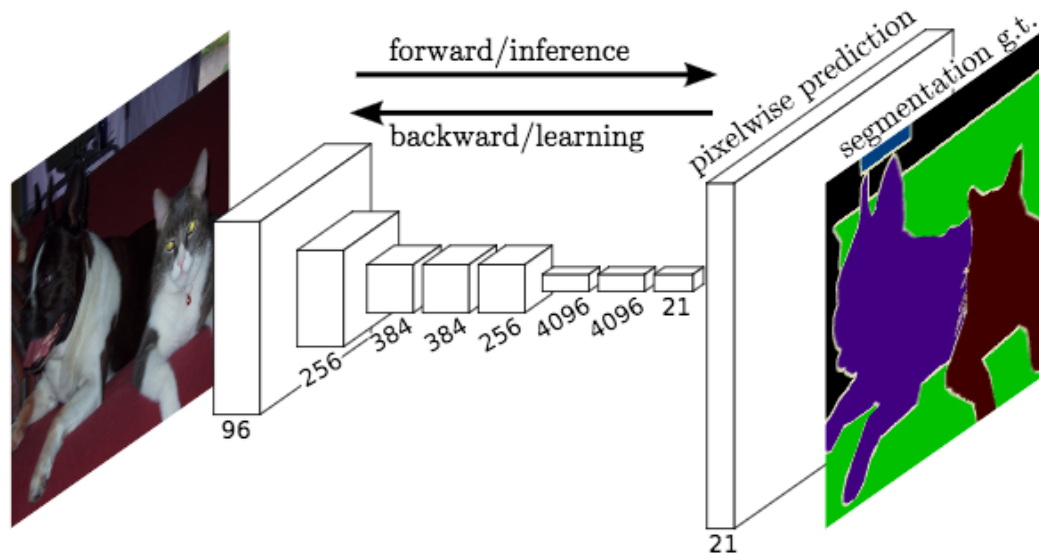 forward/inference
backward/learning
pixelwise prediction
segmentation g.t.
96
256
384
384
256
4096
4096
21
21